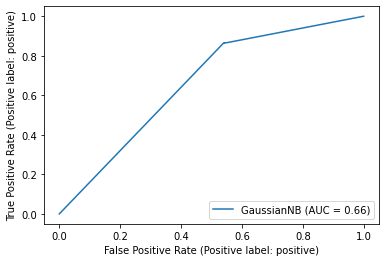 True Positive Rate (Positive label: positive)
1.0
0.8
0.6
0.4
0.2
0.0
GaussianNB (AUC = 0.66)
0.0 0.2 0.4 0.6 0.8 1.0
False Positive Rate (Positive label: positive)